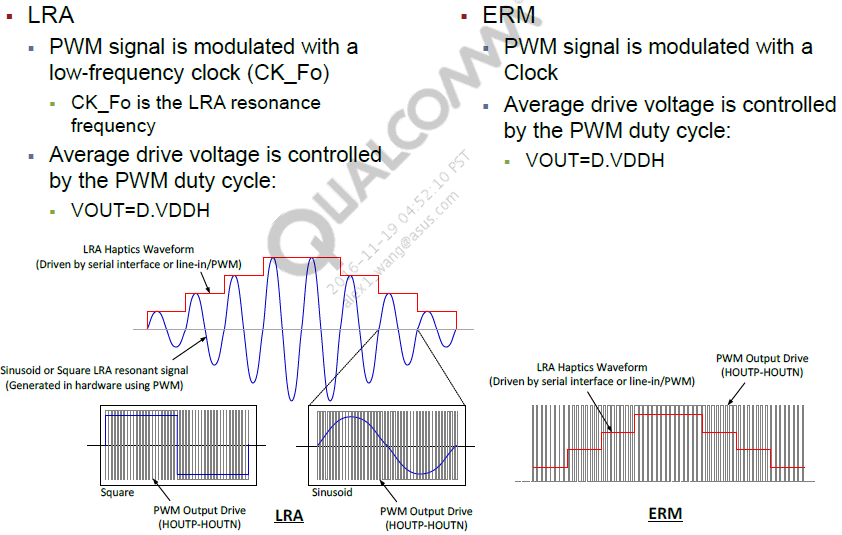 LRA
PWM signal is modulated with a
low-frequency clock (CK_Fo)
CK_Fo is the LRA resonance
frequency
Average drive voltage is controlled
by the PWM duty cycle:
VOUT=D.VDDH
ERM
PWM signal is modulated with a
Clock
Average drive voltage is controlled
by the PWM duty cycle:
VOUT=D.VDDH
QUALCOMM
2016-11-19 04:52:10 PST
alex1.wang@asus.com
LRA Haptics Waveform
(Driven by serial interface or line-in/PWM)
Sinusoid or Square LRA resonant signal
(Generated in hardware using PWM)
Square
PWM Output Drive
(HOUTP-HOUTN)
LRA
Sinusoid
PWM Output Drive
(HOUTP-HOUTN)
PWM Output Drive
(HOUTP-HOUTN)
LRA Haptics Waveform
(Driven by serial interface or line-in/PWM)
ERM